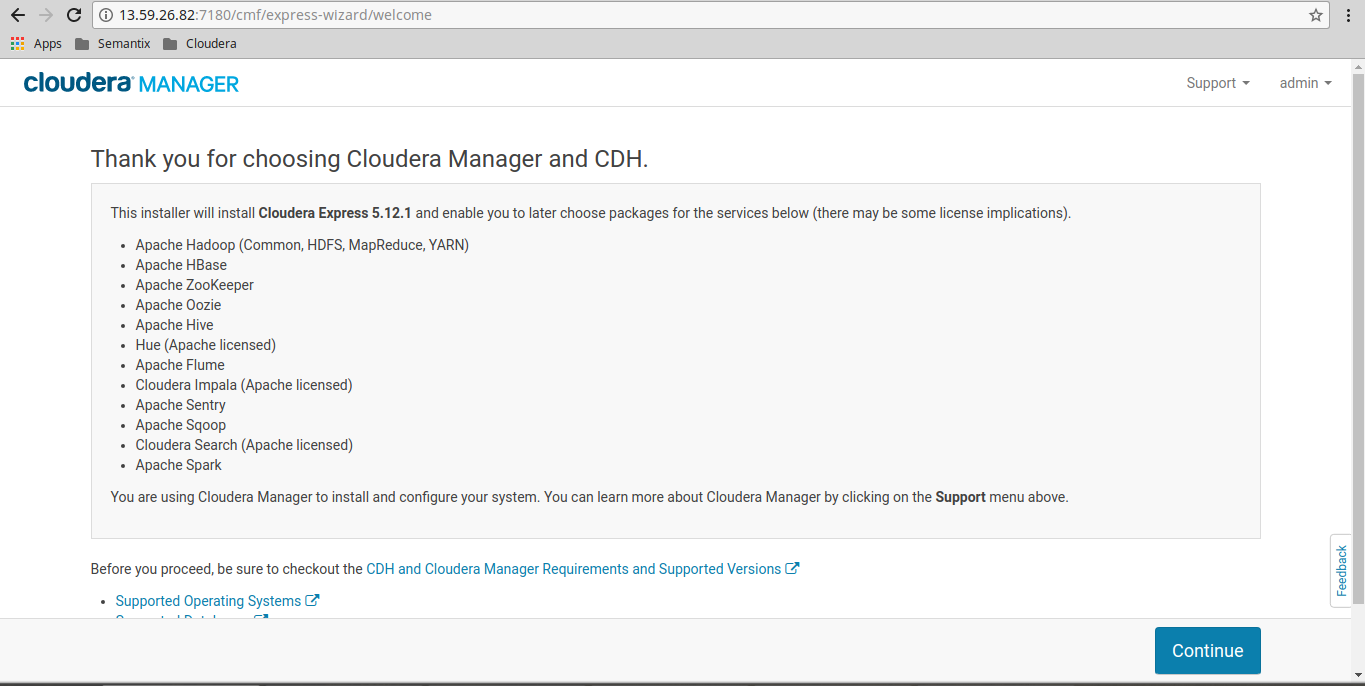 13.59.26.82:7180/cmf/express-wizard/welcome
Apps Semantix Cloudera
cloudera MANAGER
Support admin
Thank you for choosing Cloudera Manager and CDH.
This installer will install Cloudera Express 5.12.1 and enable you to later choose packages for the services below (there may be some license implications).
• Apache Hadoop (Common, HDFS, MapReduce, YARN)
• Apache HBase
• Apache ZooKeeper
• Apache Oozie
• Apache Hive
• Hue (Apache licensed)
• Apache Flume
• Cloudera Impala (Apache licensed)
• Apache Sentry
• Apache Sqoop
• Cloudera Search (Apache licensed)
• Apache Spark
You are using Cloudera Manager to install and configure your system. You can learn more about Cloudera Manager by clicking on the Support menu above.
Before you proceed, be sure to checkout the CDH and Cloudera Manager Requirements and Supported Versions
• Supported Operating Systems
Feedback
Continue